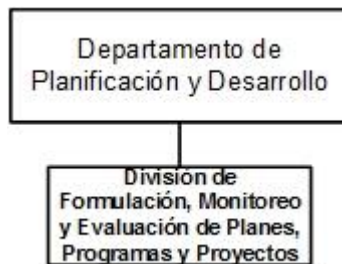 Departamento de
Planificación y Desarrollo
División de
Formulación, Monitoreo
y Evaluación de Planes,
Programas y Proyectos